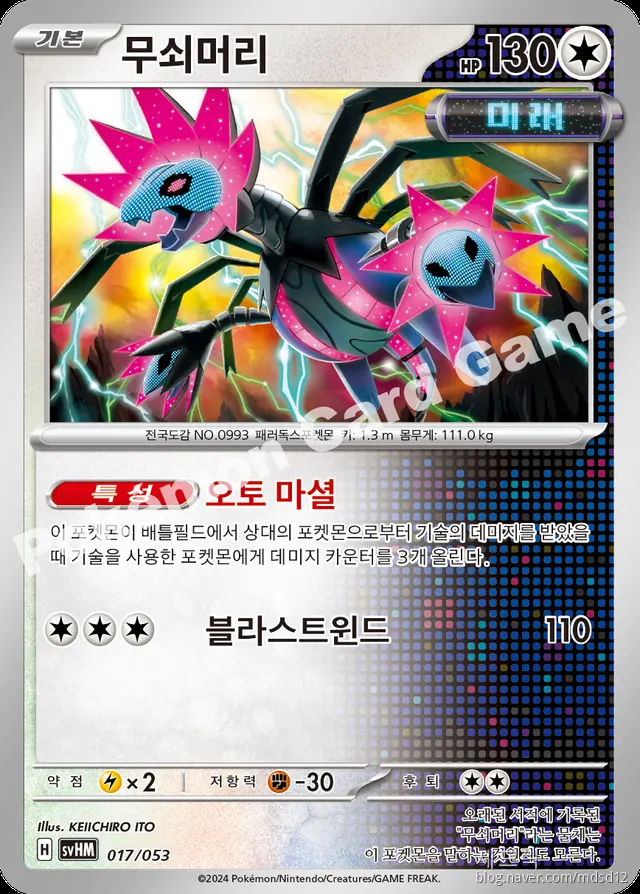 기본
무쇠머리
HP 130
미래
전국도감 NO.0993 패러독스포켓몬 키: 1.3 m 몸무게: 111.0 kg
특성 오토 마셜
이 포켓몬이 배틀필드에서 상대의 포켓몬으로부터 기술의 데미지를 받았을
때 기술을 사용한 포켓몬에게 데미지 카운터를 3개 올린다.
블라스트윈드 110
약점 ×2 저항력 -30 후퇴
Illus. KEIICHIRO ITO
오래된 서적에 기록된
"무쇠머리"라는 물체는
이 포켓몬을 말하는 것일지도 모른다.
H svHM 017/053
©2024 Pokémon/Nintendo/Creatures/GAME FREAK.
Pokémon Card Game
blog.naver.com/mdsd12